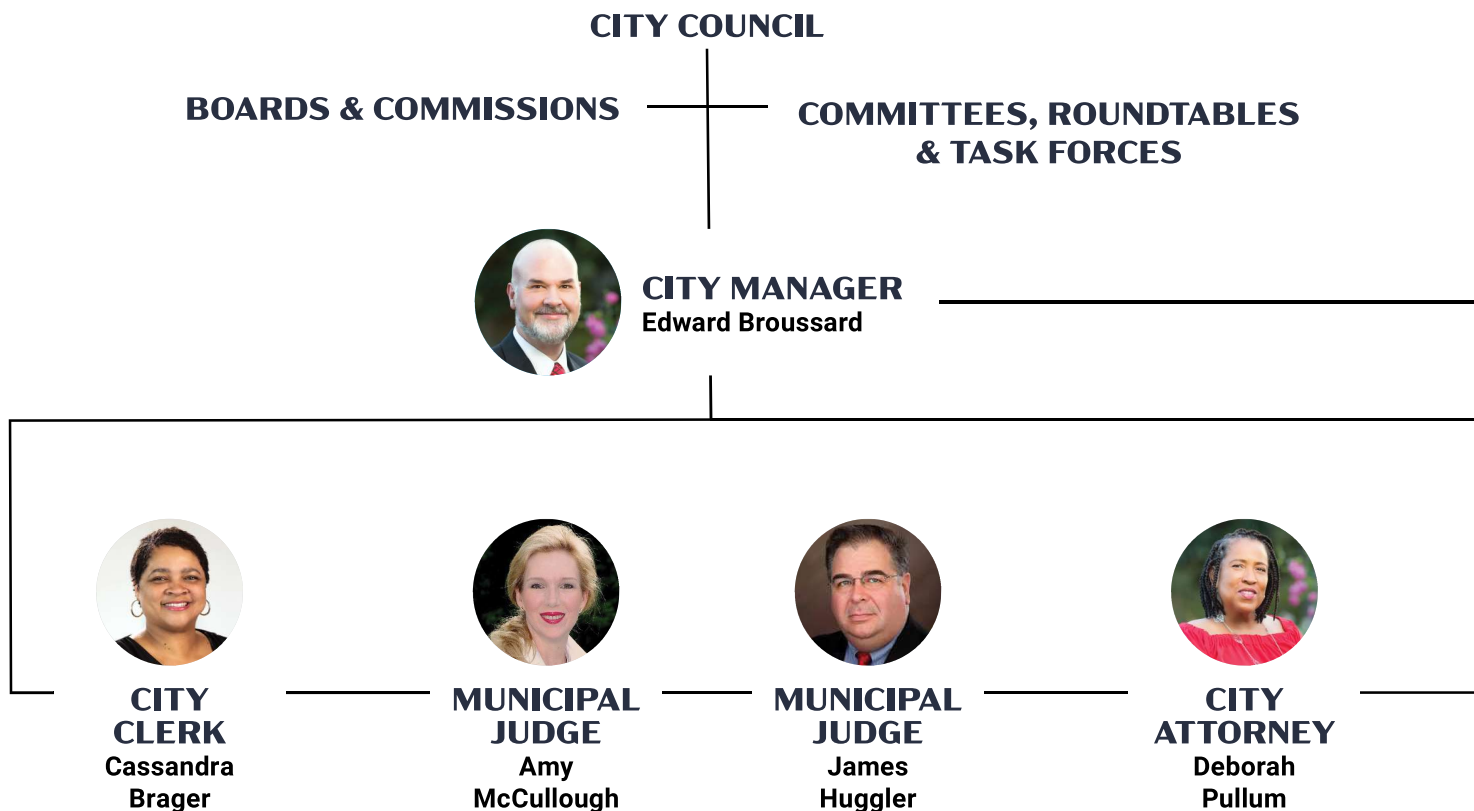 CITY COUNCIL
BOARDS & COMMISSIONS
COMMITTEES, ROUNDTABLES
& TASK FORCES
CITY MANAGER
Edward Broussard
CITY
CLERK
Cassandra
Brager
MUNICIPAL
JUDGE
Amy
McCullough
MUNICIPAL
JUDGE
James
Huggler
CITY
ATTORNEY
Deborah
Pullum